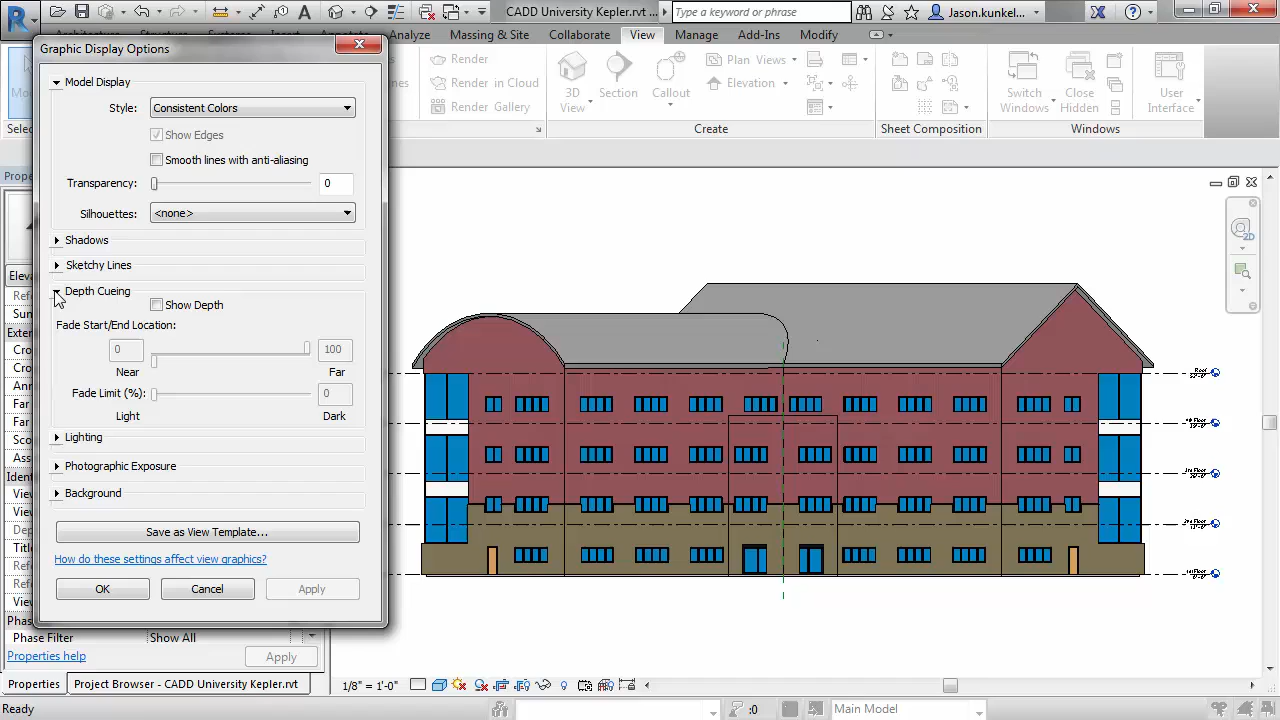 CADD University Kepler.rvt ...
Type a keyword or phrase
Jason.kunkel...
Analyze
Massing & Site
Collaborate
View
Manage
Add-Ins
Modify
Graphic Display Options
Model Display
Style:
Consistent Colors
Show Edges
Smooth lines with anti-aliasing
Transparency:
0
Silhouettes:
<none>
Shadows
Sketchy Lines
Depth Cueing
Show Depth
Fade Start/End Location:
0
100
Near
Far
Fade Limit (%):
0
Light
Dark
Lighting
Photographic Exposure
Background
Save as View Template...
How do these settings affect view graphics?
OK
Cancel
Apply
Render
Render in Cloud
Render Gallery
3D
View
Section
Callout
Plan Views
Elevation
Create
Sheet Composition
Switch
Windows
Close
Hidden
User
Interface
Windows
2D
Phase Filter
Show All
Properties help
Apply
Properties
Project Browser - CADD University Kepler.rvt
1/8" = 1'-0"
Ready
:0
Main Model